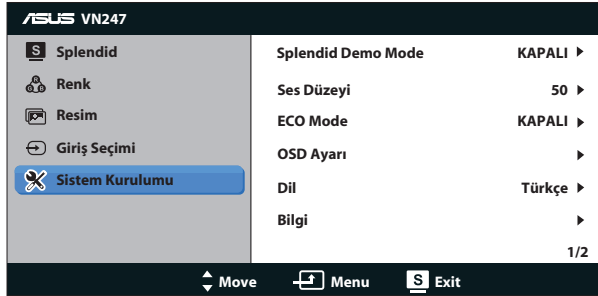 ASUS VN247
S Splendid
Renk
Resim
Giriş Seçimi
Sistem Kurulumu
Splendid Demo Mode KAPALI
Ses Düzeyi 50
ECO Mode KAPALI
OSD Ayarı
Dil Türkçe
Bilgi
1/2
Move Menu S Exit